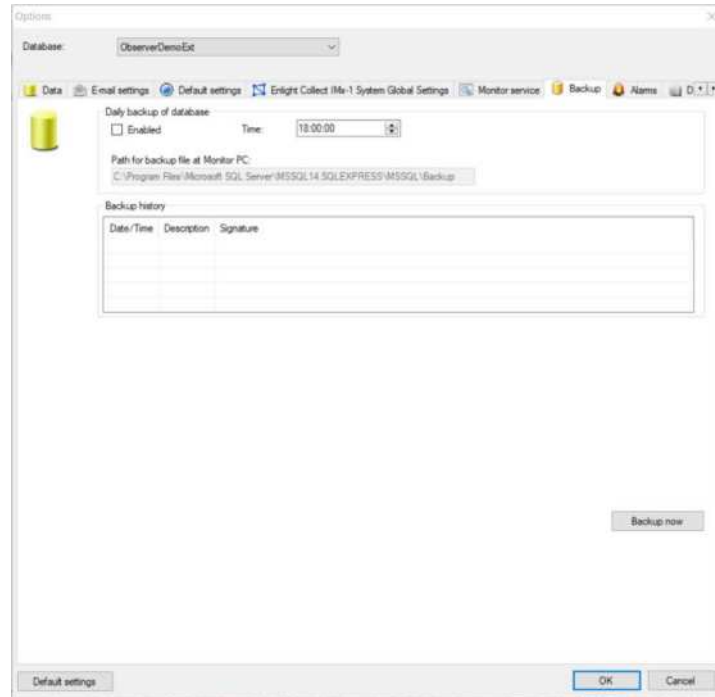 Options
Database: ObserverDemoExt
Data E-mail settings Default settings Enlight Collect IMx-1 System Global Settings Monitor service Backup Alarms D
Daily backup of database
Enabled Time: 18:00:00
Path for backup file at Monitor PC:
C:\Program Files\Microsoft SQL Server\MSSQL14.SQLEXPRESS\MSSQL\Backup
Backup history
Date/Time Description Signature
Backup now
Default settings OK Cancel